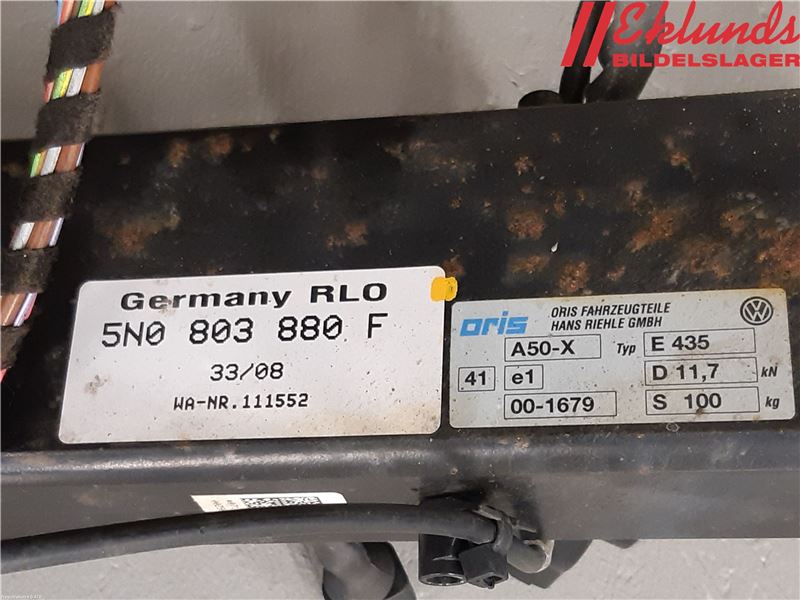 Eklunds
BILDELSLAGER
Germany RLO
5N0 803 880 F
33/08
WA-NR.111552
oris ORIS FAHRZEUGTEILE
HANS RIEHLE GMBH
A50-X Typ E 435
41 e1 D 11,7 kN
00-1679 S 100 kg